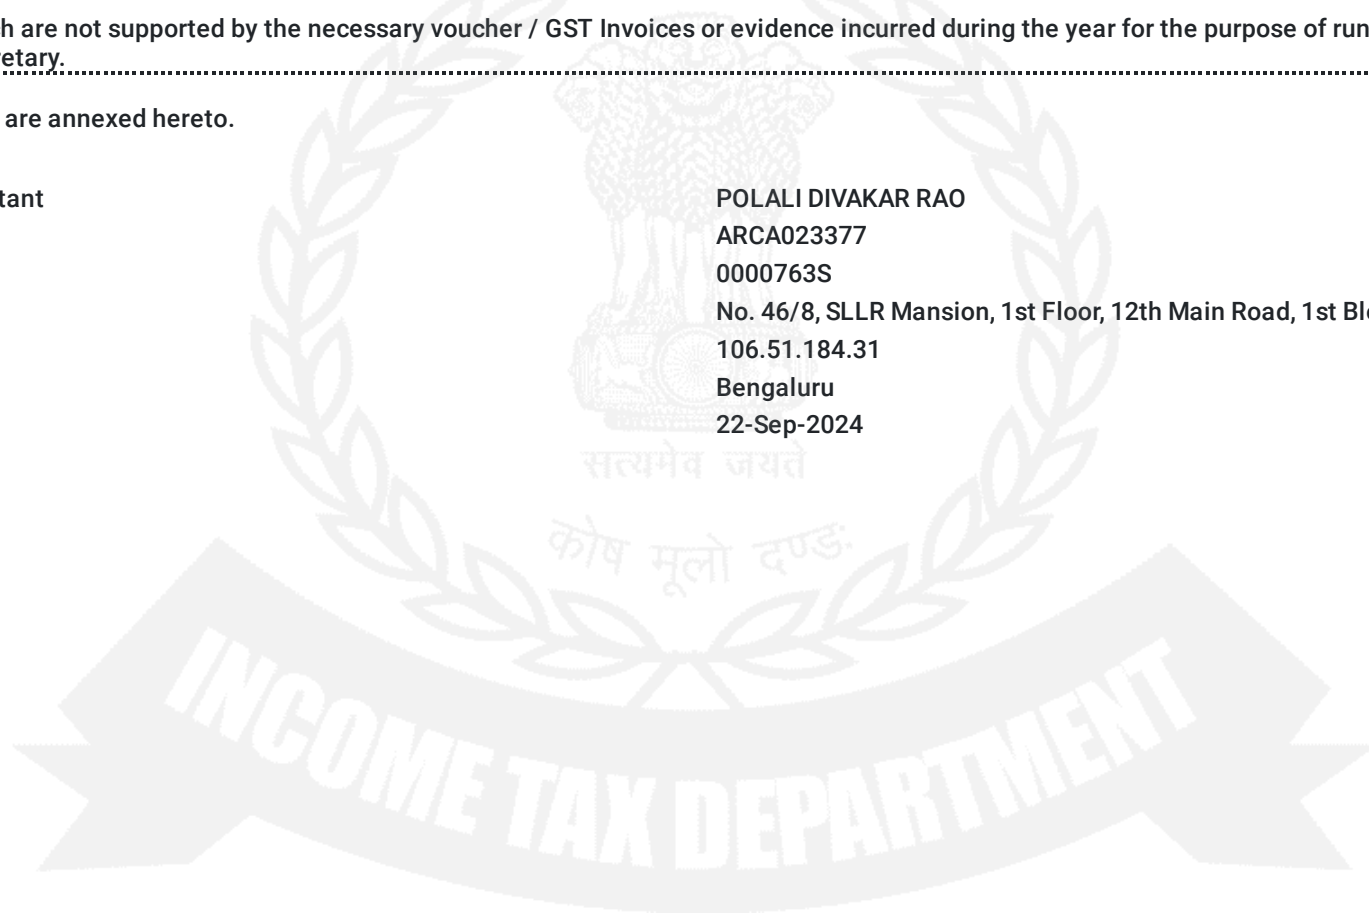 h are not supported by the necessary voucher / GST Invoices or evidence incurred during the year for the purpose of run
etary.
are annexed hereto.
tant
POLALI DIVAKAR RAO
ARCA023377
0000763S
No. 46/8, SLLR Mansion, 1st Floor, 12th Main Road, 1st Bl
106.51.184.31
Bengaluru
22-Sep-2024
सत्यमेव जयते
कोष मूलो दण्डः
INCOME TAX DEPARTMENT